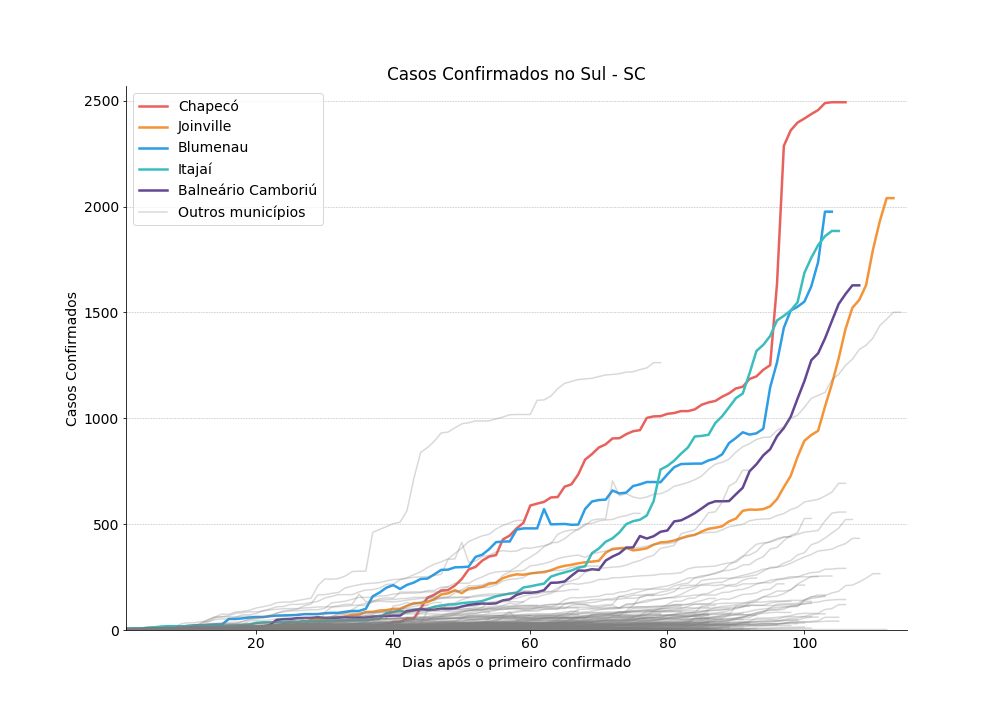 Casos Confirmados no Sul - SC
Chapecó
Joinville
Blumenau
Itajaí
Balneário Camboriú
Outros municípios
2500
2000
1500
1000
500
0
Casos Confirmados
20 40 60 80 100
Dias após o primeiro confirmado